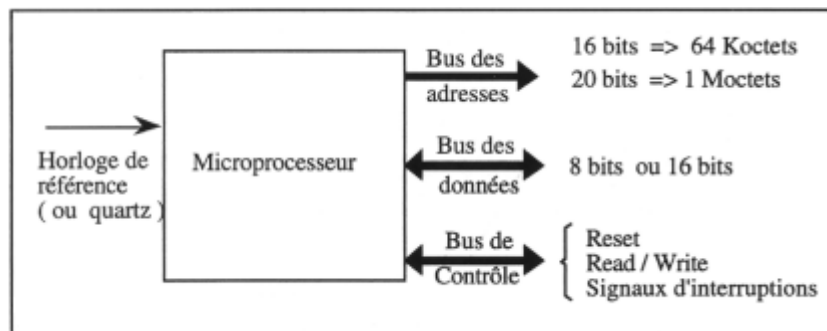 Horloge de
référence
( ou quartz )
Microprocesseur
Bus des
adresses
16 bits => 64 Koctets
20 bits => 1 Moctets
Bus des
données
8 bits ou 16 bits
Bus de
Contrôle
Reset
Read / Write
Signaux d'interruptions